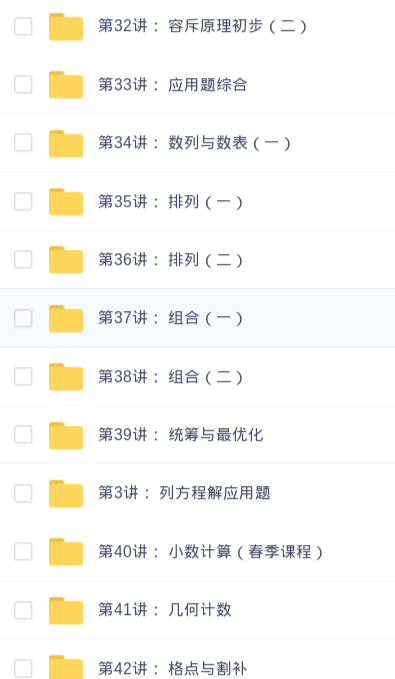 第32讲：容斥原理初步（二）
第33讲：应用题综合
第34讲：数列与数表（一）
第35讲：排列（一）
第36讲：排列（二）
第37讲：组合（一）
第38讲：组合（二）
第39讲：统筹与最优化
第3讲：列方程解应用题
第40讲：小数计算（春季课程）
第41讲：几何计数
第42讲：格点与割补